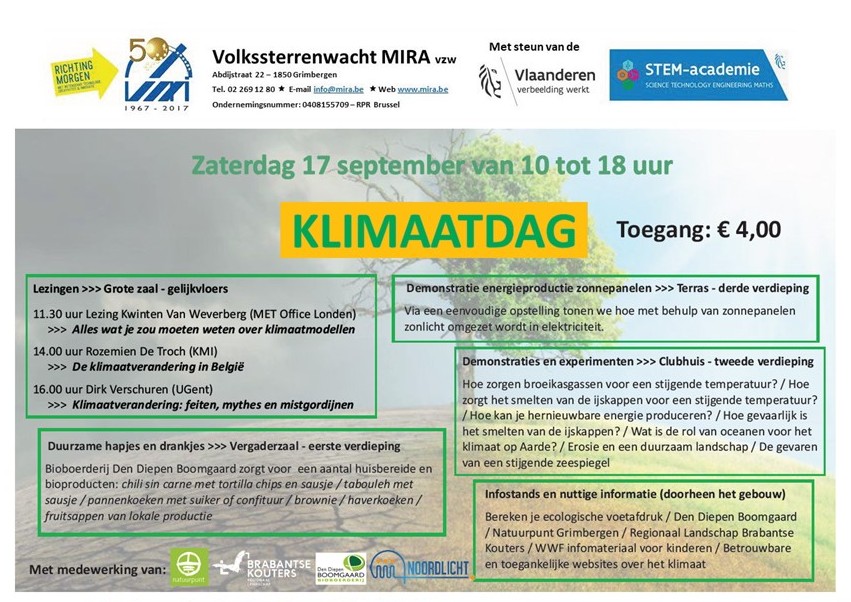 RICHTING
MORGEN
50
MIRA
1967 - 2017
Volkssterrenwacht MIRA vzw
Abdijstraat 22 – 1850 Grimbergen
Tel. 02 269 12 80 ★ E-mail info@mira.be ★ Web www.mira.be
Ondernemingsnummer: 0408155709 – RPR Brussel
Met steun van de
Vlaanderen
verbeelding werkt
STEM-academie
SCIENCE TECHNOLOGY ENGINEERING MATHS
Zaterdag 17 september van 10 tot 18 uur
KLIMAATDAG
Toegang: € 4,00
Lezingen >>> Grote zaal - gelijkvloers
11.30 uur Lezing Kwinten Van Weverberg (MET Office Londen)
>>> Alles wat je zou moeten weten over klimaatmodellen
14.00 uur Rozemien De Troch (KMI)
>>> De klimaatverandering in België
16.00 uur Dirk Verschuren (UGent)
>>> Klimaatverandering: feiten, mythes en mistgordijnen
Demonstratie energieproductie zonnepanelen >>> Terras - derde verdieping
Via een eenvoudige opstelling tonen we hoe met behulp van zonnepanelen
zonlicht omgezet wordt in elektriciteit.
Demonstraties en experimenten >>> Clubhuis - tweede verdieping
Hoe zorgen broeikasgassen voor een stijgende temperatuur? / Hoe
zorgt het smelten van de ijskappen voor een stijgende temperatuur?
/ Hoe kan je hernieuwbare energie produceren? / Hoe gevaarlijk is
het smelten van de ijskappen? / Wat is de rol van oceanen voor het
klimaat op Aarde? / Erosie en een duurzaam landschap / De gevaren
van een stijgende zeespiegel
Duurzame hapjes en drankjes >>> Vergaderzaal - eerste verdieping
Bioboerderij Den Diepen Boomgaard zorgt voor een aantal huisbereide en
bioproducten: chili sin carne met tortilla chips en sausje / tabouleh met
sausje / pannenkoeken met suiker of confituur / brownie / haverkoeken /
fruitsappen van lokale productie
Infostands en nuttige informatie (doorheen het gebouw)
Bereken je ecologische voetafdruk / Den Diepen Boomgaard
/ Natuurpunt Grimbergen / Regionaal Landschap Brabantse
Kouters / WWF infomateriaal voor kinderen / Betrouwbare
en toegankelijke websites over het klimaat
Met medewerking van:
natuurpunt
BRABANTSE
KOUTERS
Den Diepen
BOOMGAARD
BIOBOERDERIJ
NOORDLICHT